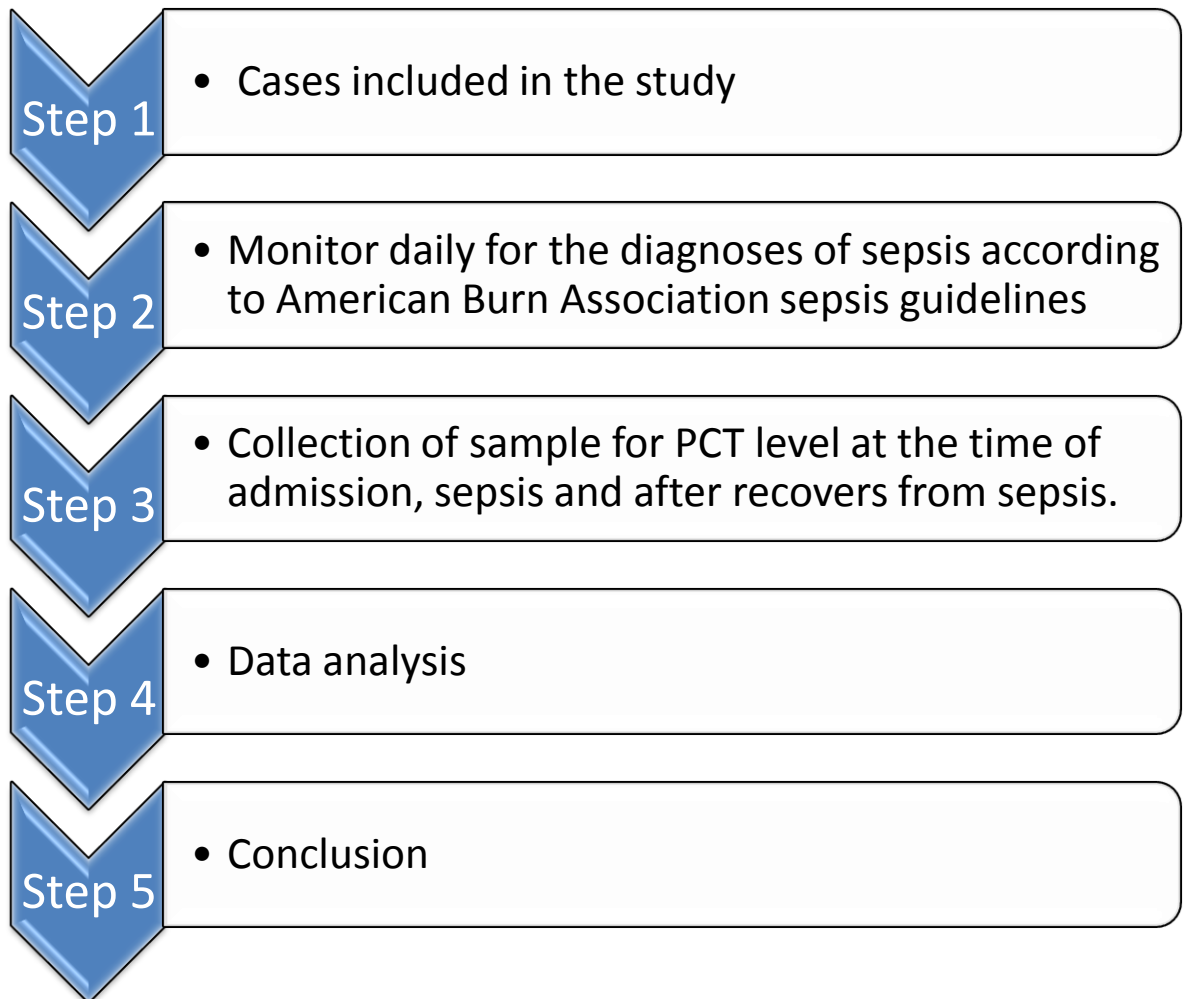 Step 1
• Cases included in the study
Step 2
• Monitor daily for the diagnoses of sepsis according
to American Burn Association sepsis guidelines
Step 3
• Collection of sample for PCT level at the time of
admission, sepsis and after recovers from sepsis.
Step 4
• Data analysis
Step 5
• Conclusion